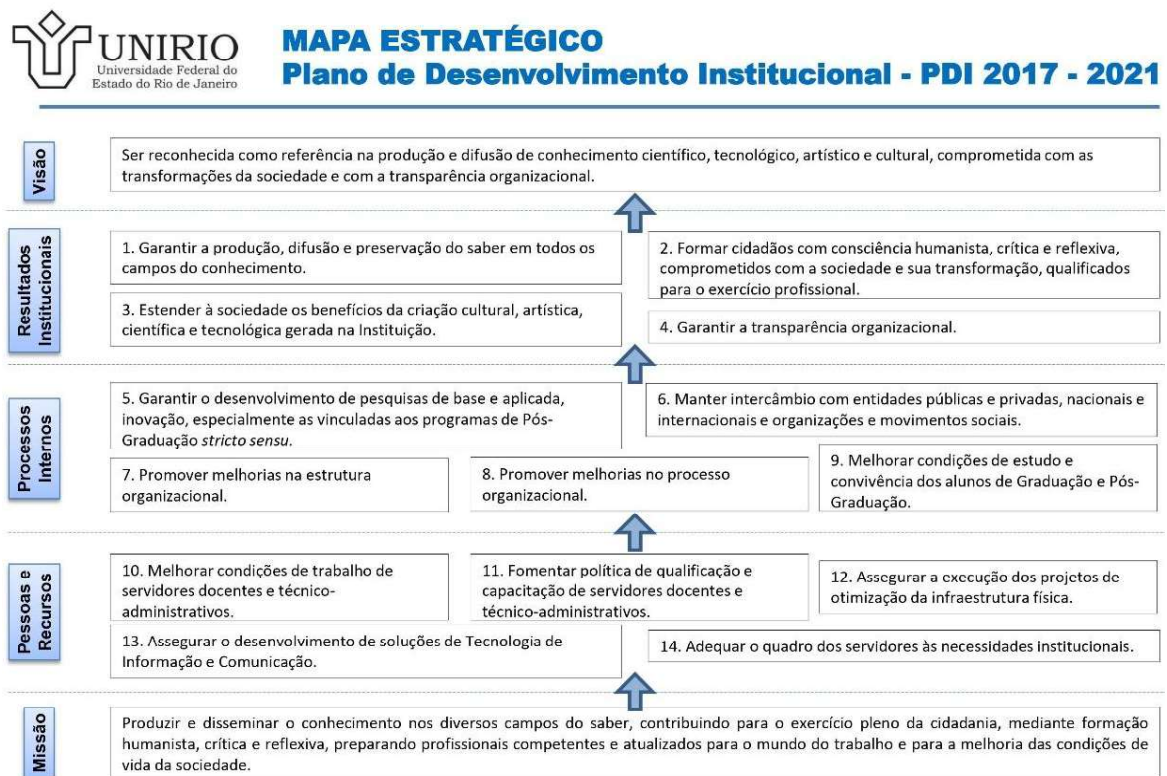 UNIRIO
Universidade Federal do
Estado do Rio de Janeiro
MAPA ESTRATÉGICO
Plano de Desenvolvimento Institucional - PDI 2017 - 2021
Visão
Ser reconhecida como referência na produção e difusão de conhecimento científico, tecnológico, artístico e cultural, comprometida com as
transformações da sociedade e com a transparência organizacional.
Resultados
Institucionais
1. Garantir a produção, difusão e preservação do saber em todos os
campos do conhecimento.
2. Formar cidadãos com consciência humanista, crítica e reflexiva,
comprometidos com a sociedade e sua transformação, qualificados
para o exercício profissional.
3. Estender à sociedade os benefícios da criação cultural, artística,
científica e tecnológica gerada na Instituição.
4. Garantir a transparência organizacional.
Processos
Internos
5. Garantir o desenvolvimento de pesquisas de base e aplicada,
inovação, especialmente as vinculadas aos programas de Pós-
Graduação stricto sensu.
6. Manter intercâmbio com entidades públicas e privadas, nacionais e
internacionais e organizações e movimentos sociais.
7. Promover melhorias na estrutura
organizacional.
8. Promover melhorias no processo
organizacional.
9. Melhorar condições de estudo e
convivência dos alunos de Graduação e Pós-
Graduação.
Pessoas e
Recursos
10. Melhorar condições de trabalho de
servidores docentes e técnico-
administrativos.
11. Fomentar política de qualificação e
capacitação de servidores docentes e
técnico-administrativos.
12. Assegurar a execução dos projetos de
otimização da infraestrutura física.
13. Assegurar o desenvolvimento de soluções de Tecnologia de
Informação e Comunicação.
14. Adequar o quadro dos servidores às necessidades institucionais.
Missão
Produzir e disseminar o conhecimento nos diversos campos do saber, contribuindo para o exercício pleno da cidadania, mediante formação
humanista, crítica e reflexiva, preparando profissionais competentes e atualizados para o mundo do trabalho e para a melhoria das condições de
vida da sociedade.